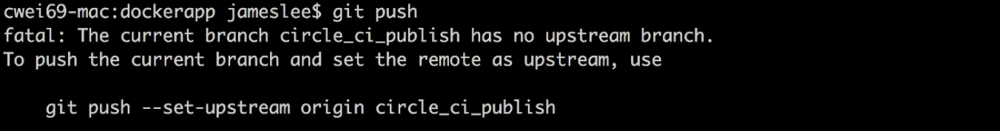 cwei69-mac:dockerapp jameslee$ git push
fatal: The current branch circle_ci_publish has no upstream branch.
To push the current branch and set the remote as upstream, use
git push --set-upstream origin circle_ci_publish